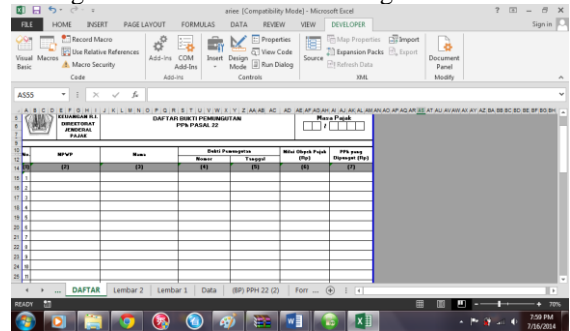 ariee [Compatibility Mode] - Microsoft Excel
FILE HOME INSERT PAGE LAYOUT FORMULAS DATA REVIEW VIEW DEVELOPER Sign in
Visual Basic
Macros
Record Macro
Use Relative References
Macro Security
Code
Add-Ins
COM Add-Ins
Add-Ins
Insert
Design Mode
Properties
View Code
Run Dialog
Controls
Source
Map Properties
Expansion Packs
Refresh Data
Import
Export
XML
Document Panel
Modify
AS55
fx
KEUANGAN R.I.
DIREKTORAT
JENDERAL
PAJAK
DAFTAR BUKTI PEMUNGUTAN
PPh PASAL 22
Masa Pajak
/
No. NPWP Nama Bukti Pemungutan Nilai Obyek Pajak (Rp) PPh yang Dipungut (Rp)
Nomor Tanggal
(1) (2) (3) (4) (5) (6) (7)
... DAFTAR Lembar 2 Lembar 1 Data (BP) PPH 22 (2) Forr ...
READY 70%
7:59 PM
7/16/2014